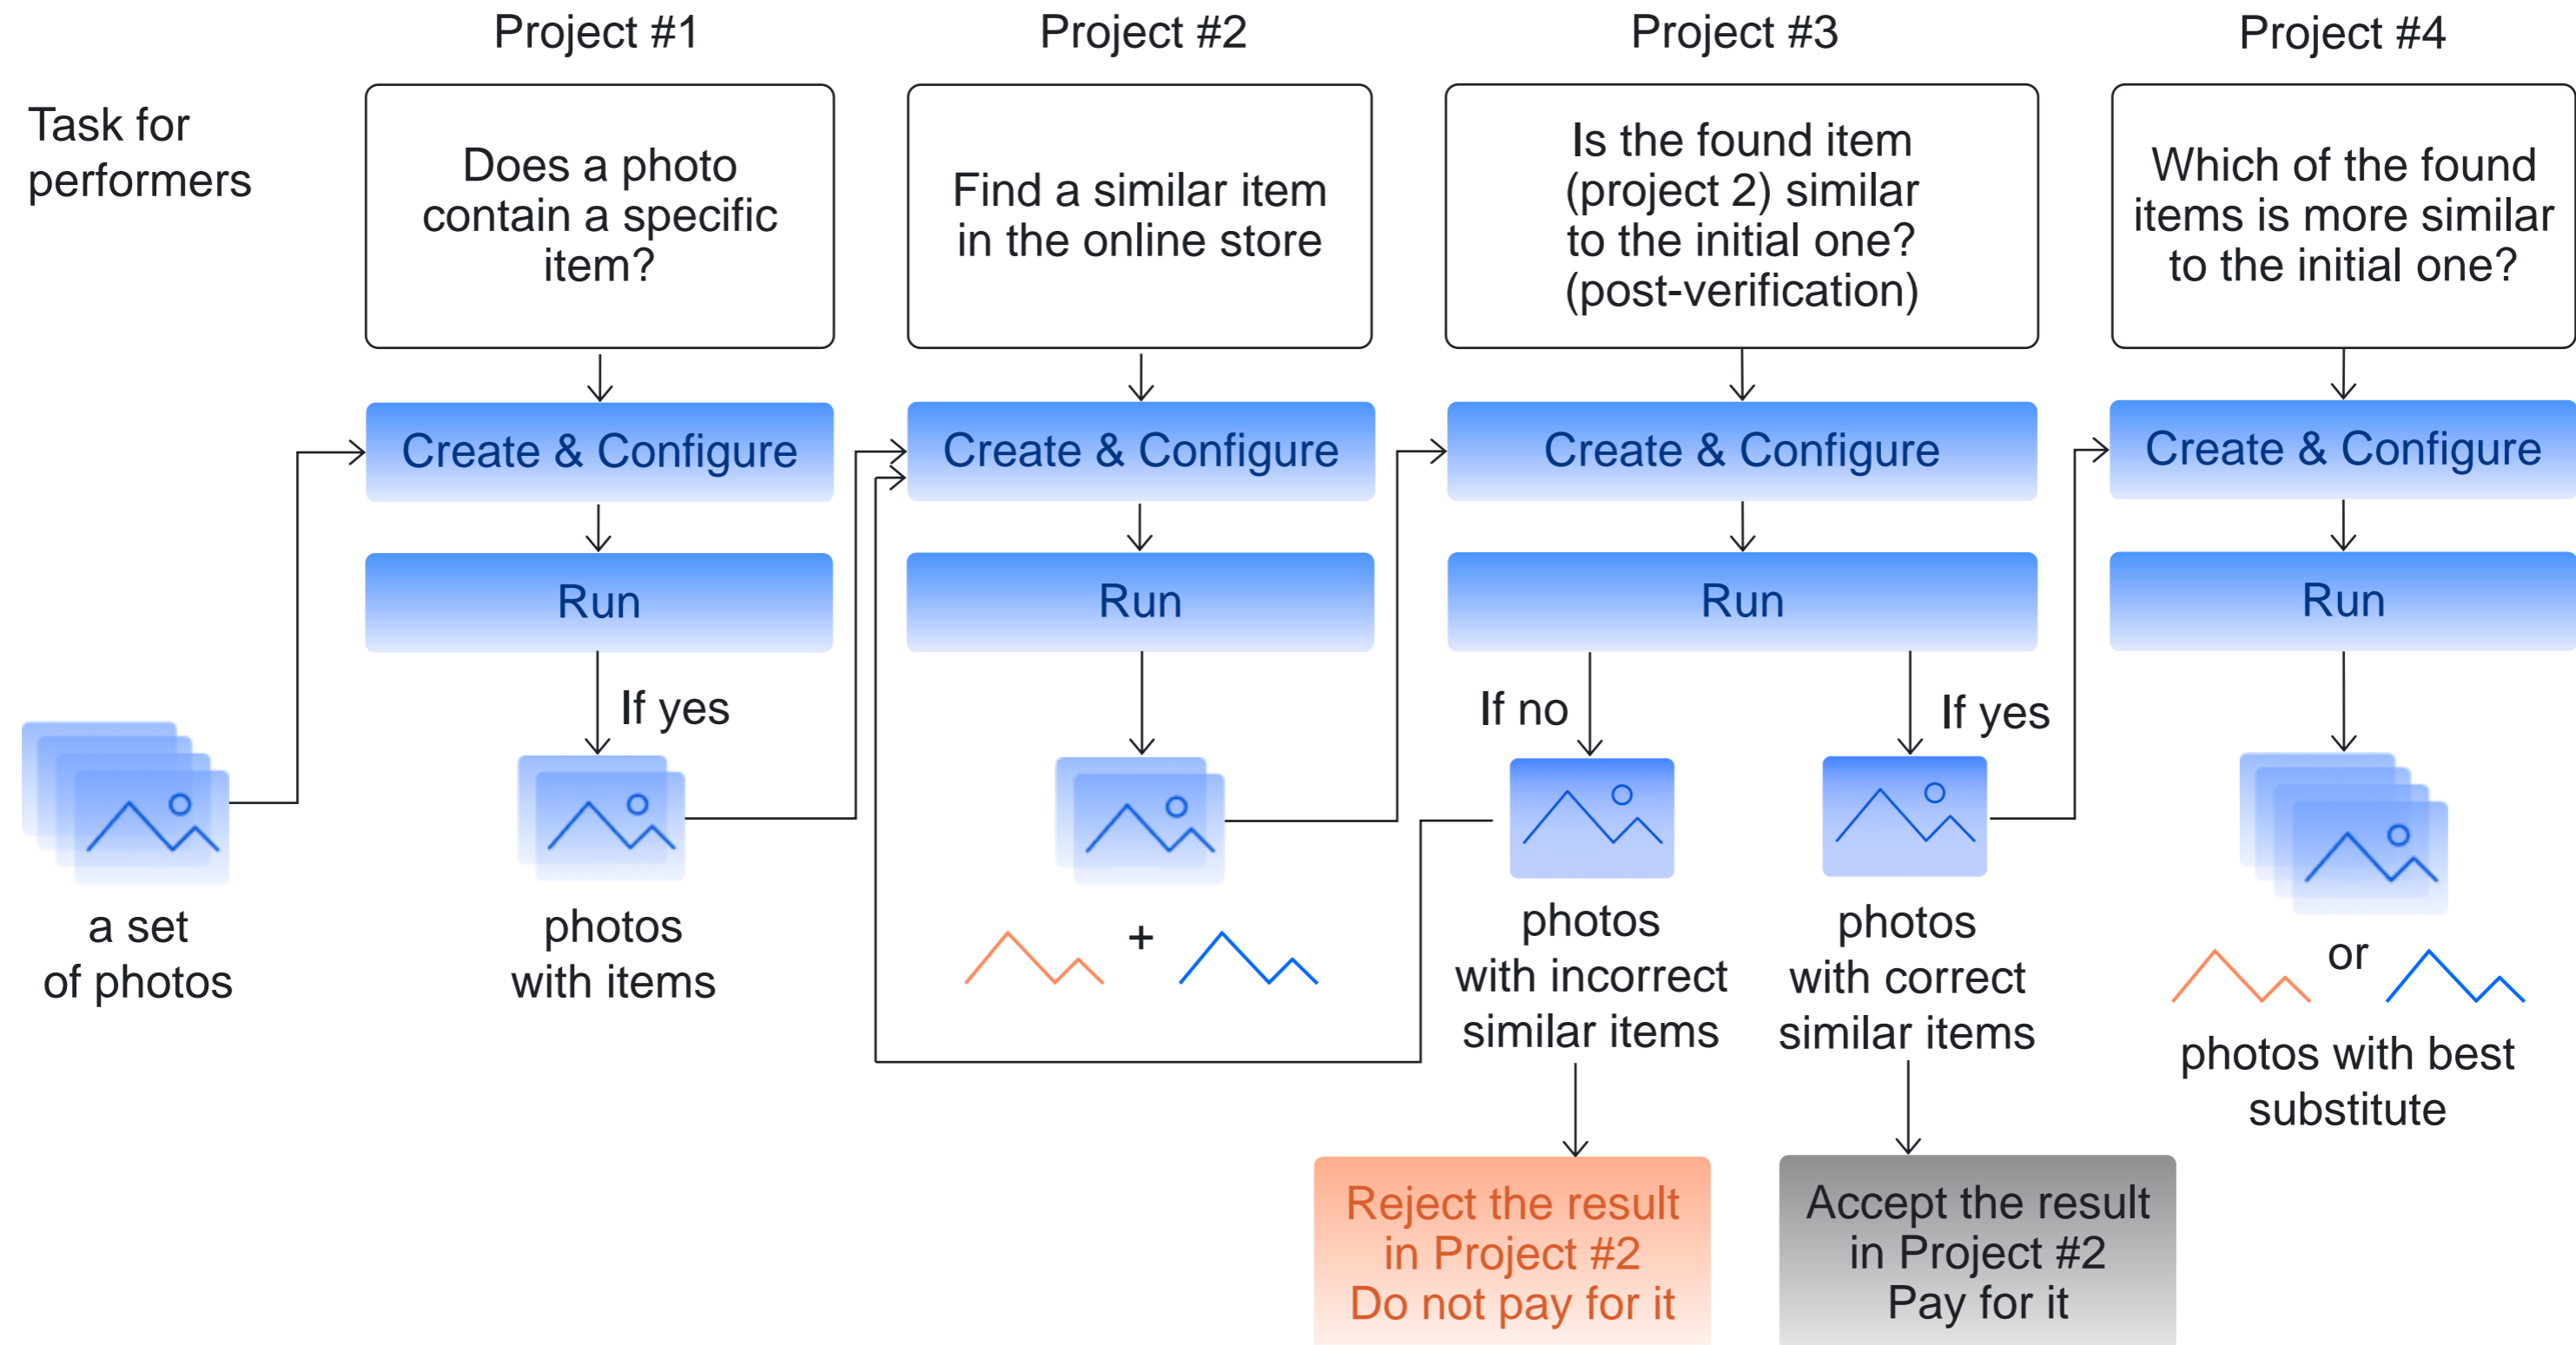 Project #1
Project #2
Project #3
Project #4
Task for
performers
Does a photo
contain a specific
item?
Find a similar item
in the online store
Is the found item
(project 2) similar
to the initial one?
(post-verification)
Which of the found
items is more similar
to the initial one?
Create & Configure
Create & Configure
Create & Configure
Create & Configure
Run
Run
Run
Run
If yes
If no
If yes
a set
of photos
photos
with items
+
photos
with incorrect
similar items
photos
with correct
similar items
or
photos with best
substitute
Reject the result
in Project #2
Do not pay for it
Accept the result
in Project #2
Pay for it